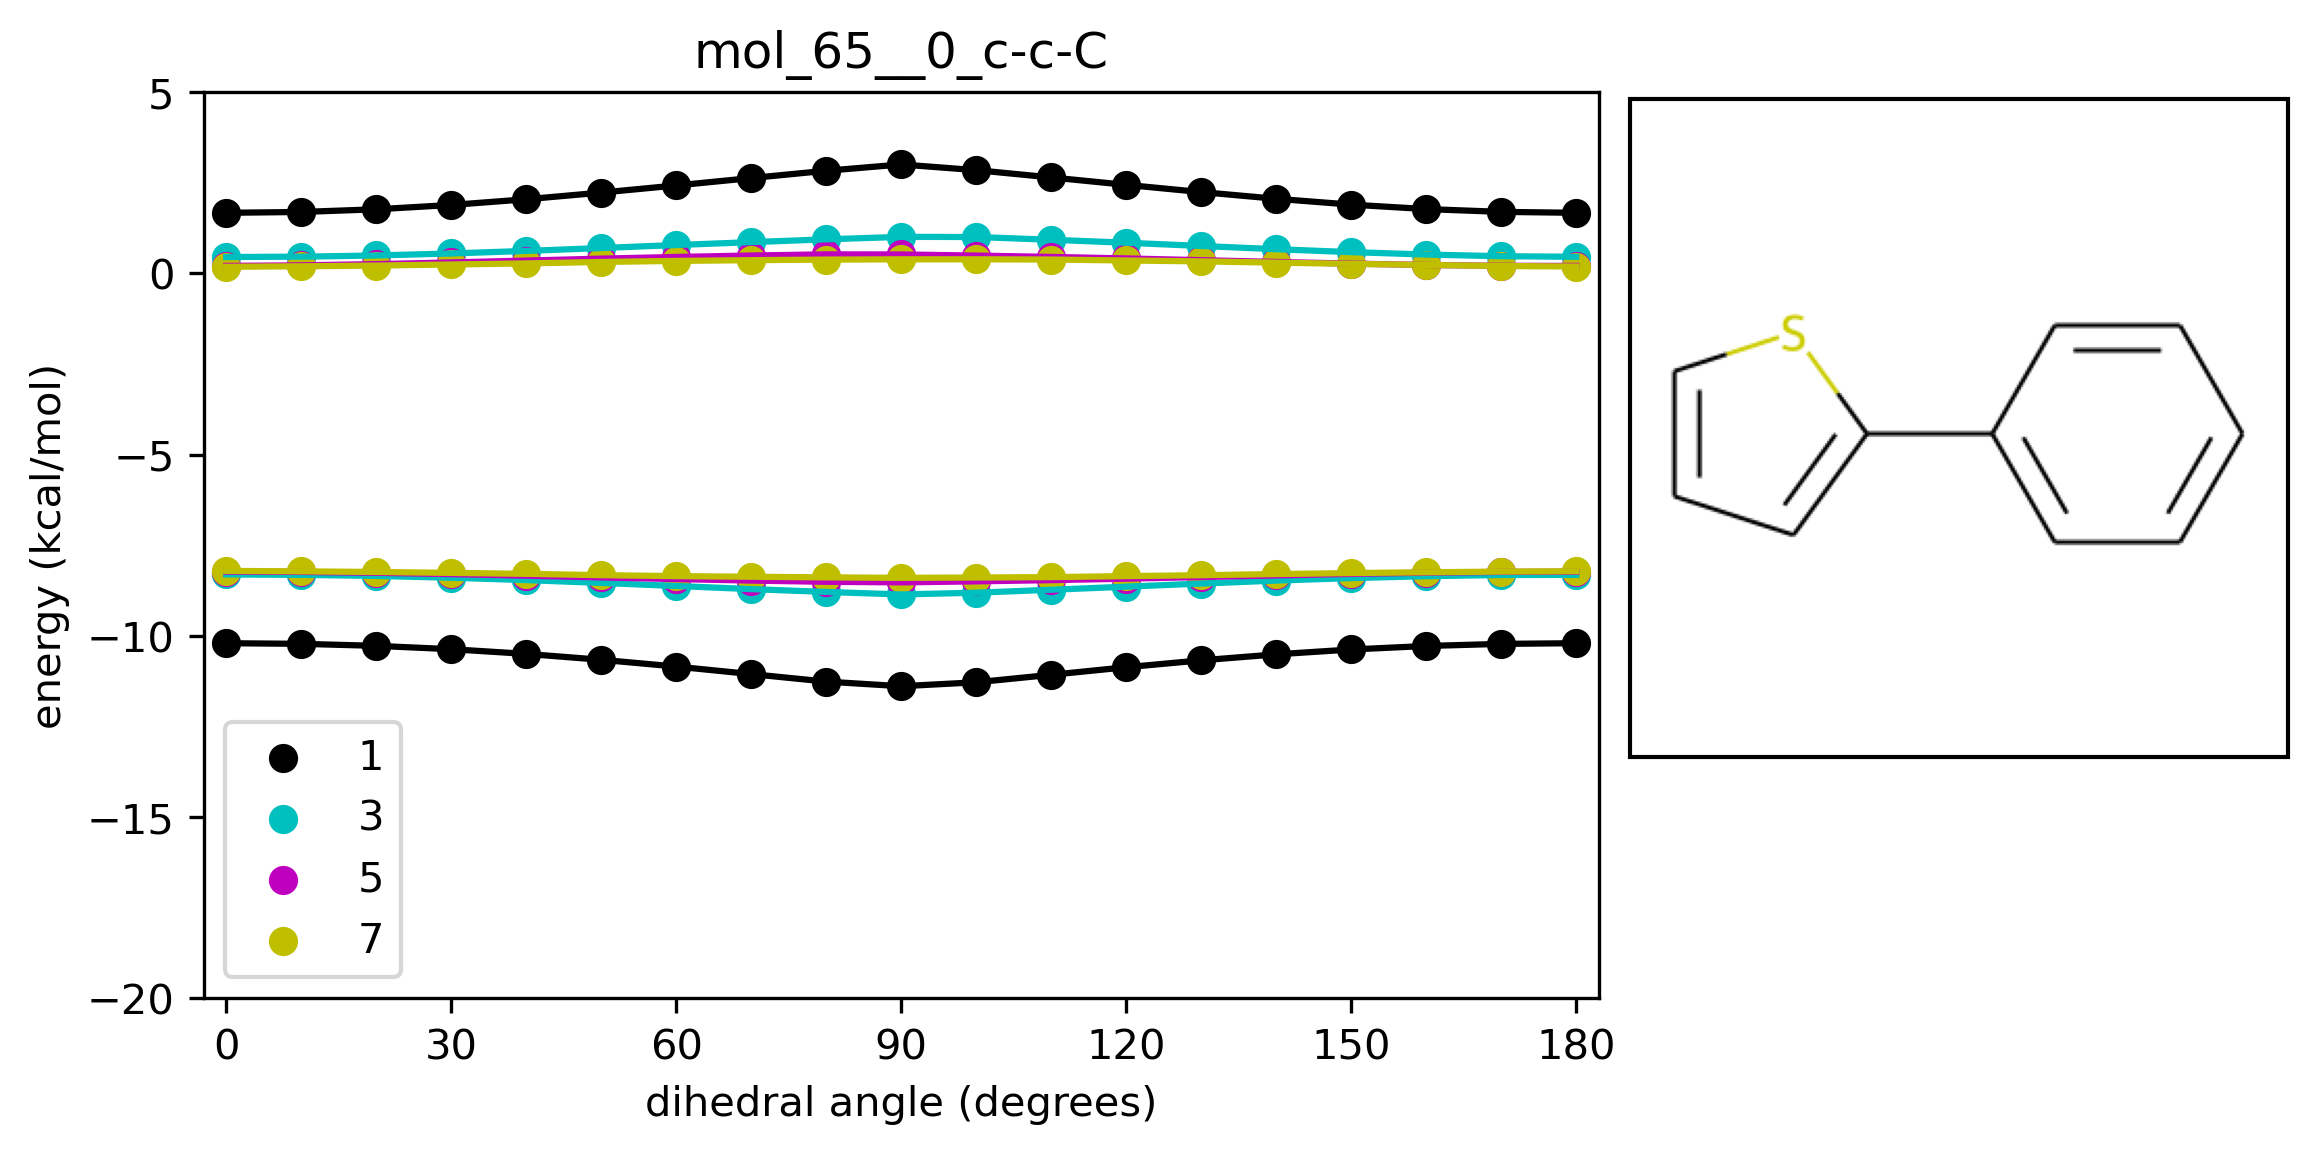 mol_65__0_c-c-C
5
0
−5
−10
−15
−20
energy (kcal/mol)
1
3
5
7
0 30 60 90 120 150 180
dihedral angle (degrees)
S